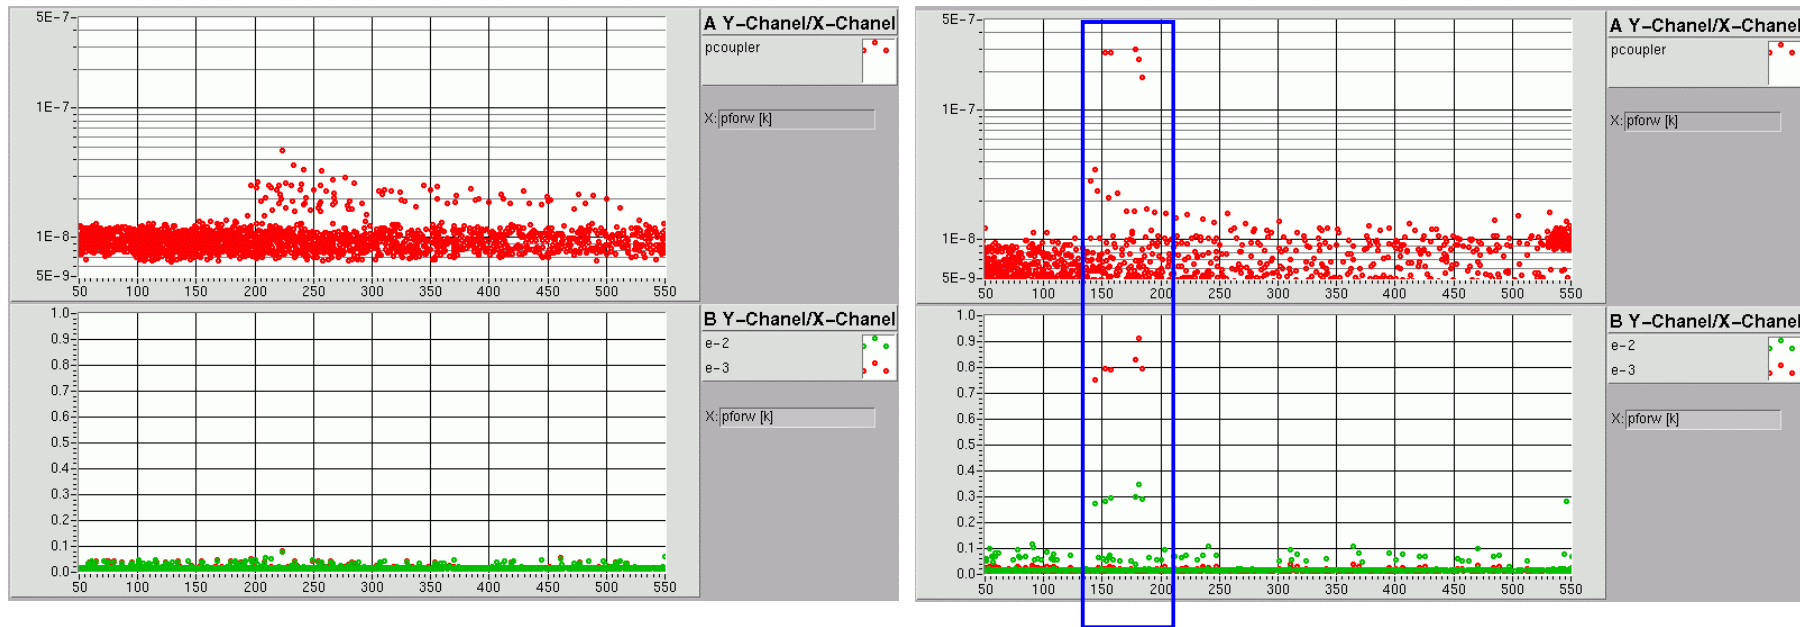 5E-7
1E-7
1E-8
5E-9
50 100 150 200 250 300 350 400 450 500 550
A Y-Chanel/X-Chanel
pcoupler
X: pforw [k]
1.0
0.9
0.8
0.7
0.6
0.5
0.4
0.3
0.2
0.1
0.0
50 100 150 200 250 300 350 400 450 500 550
B Y-Chanel/X-Chanel
e-2
e-3
X: pforw [k]
5E-7
1E-7
1E-8
5E-9
50 100 150 200 250 300 350 400 450 500 550
A Y-Chanel/X-Chanel
pcoupler
X: pforw [k]
1.0
0.9
0.8
0.7
0.6
0.5
0.4
0.3
0.2
0.1
0.0
50 100 150 200 250 300 350 400 450 500 550
B Y-Chanel/X-Chanel
e-2
e-3
X: pforw [k]